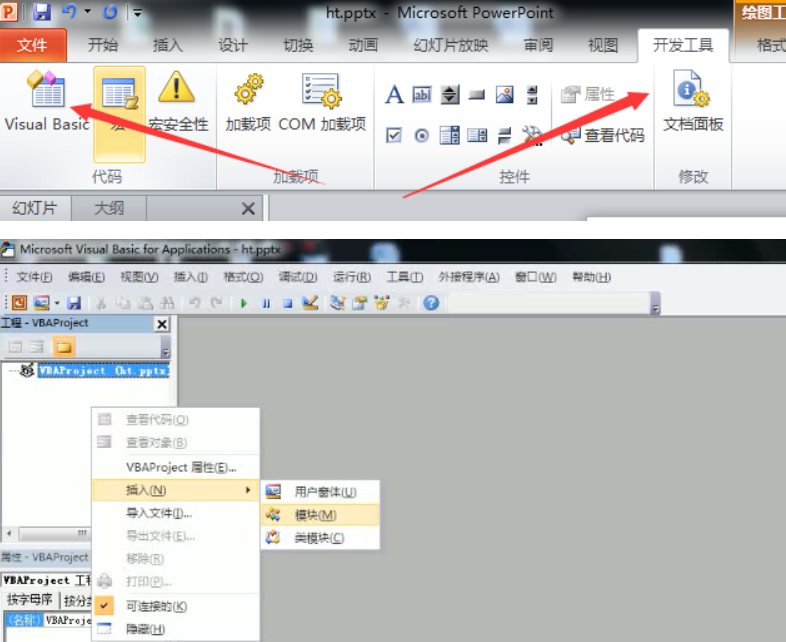 ht.pptx - Microsoft PowerPoint
绘图工
文件 开始 插入 设计 切换 动画 幻灯片放映 审阅 视图 开发工具 格式
Visual Basic 宏 宏安全性 加载项 COM 加载项 属性 查看代码 文档面板
代码 加载项 控件 修改
幻灯片 大纲
Microsoft Visual Basic for Applications - ht.pptx
文件(F) 编辑(E) 视图(V) 插入(I) 格式(O) 调试(D) 运行(R) 工具(T) 外接程序(A) 窗口(W) 帮助(H)
工程 - VBAProject
VBAProject (ht.pptx)
查看代码(O)
查看对象(B)
VBAProject 属性(E)...
插入(N)
用户窗体(U)
导入文件(I)...
模块(M)
导出文件(E)...
类模块(C)
移除(R)
属性 - VBAProject
打印(P)...
VBAProject 工
按字母序 按分
可连接的(K)
(名称) VBAProje
隐藏(H)